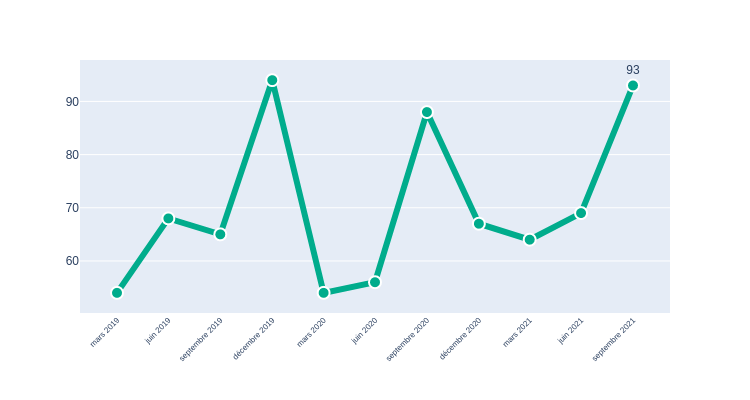 93
90
80
70
60
mars 2019
juin 2019
septembre 2019
décembre 2019
mars 2020
juin 2020
septembre 2020
décembre 2020
mars 2021
juin 2021
septembre 2021